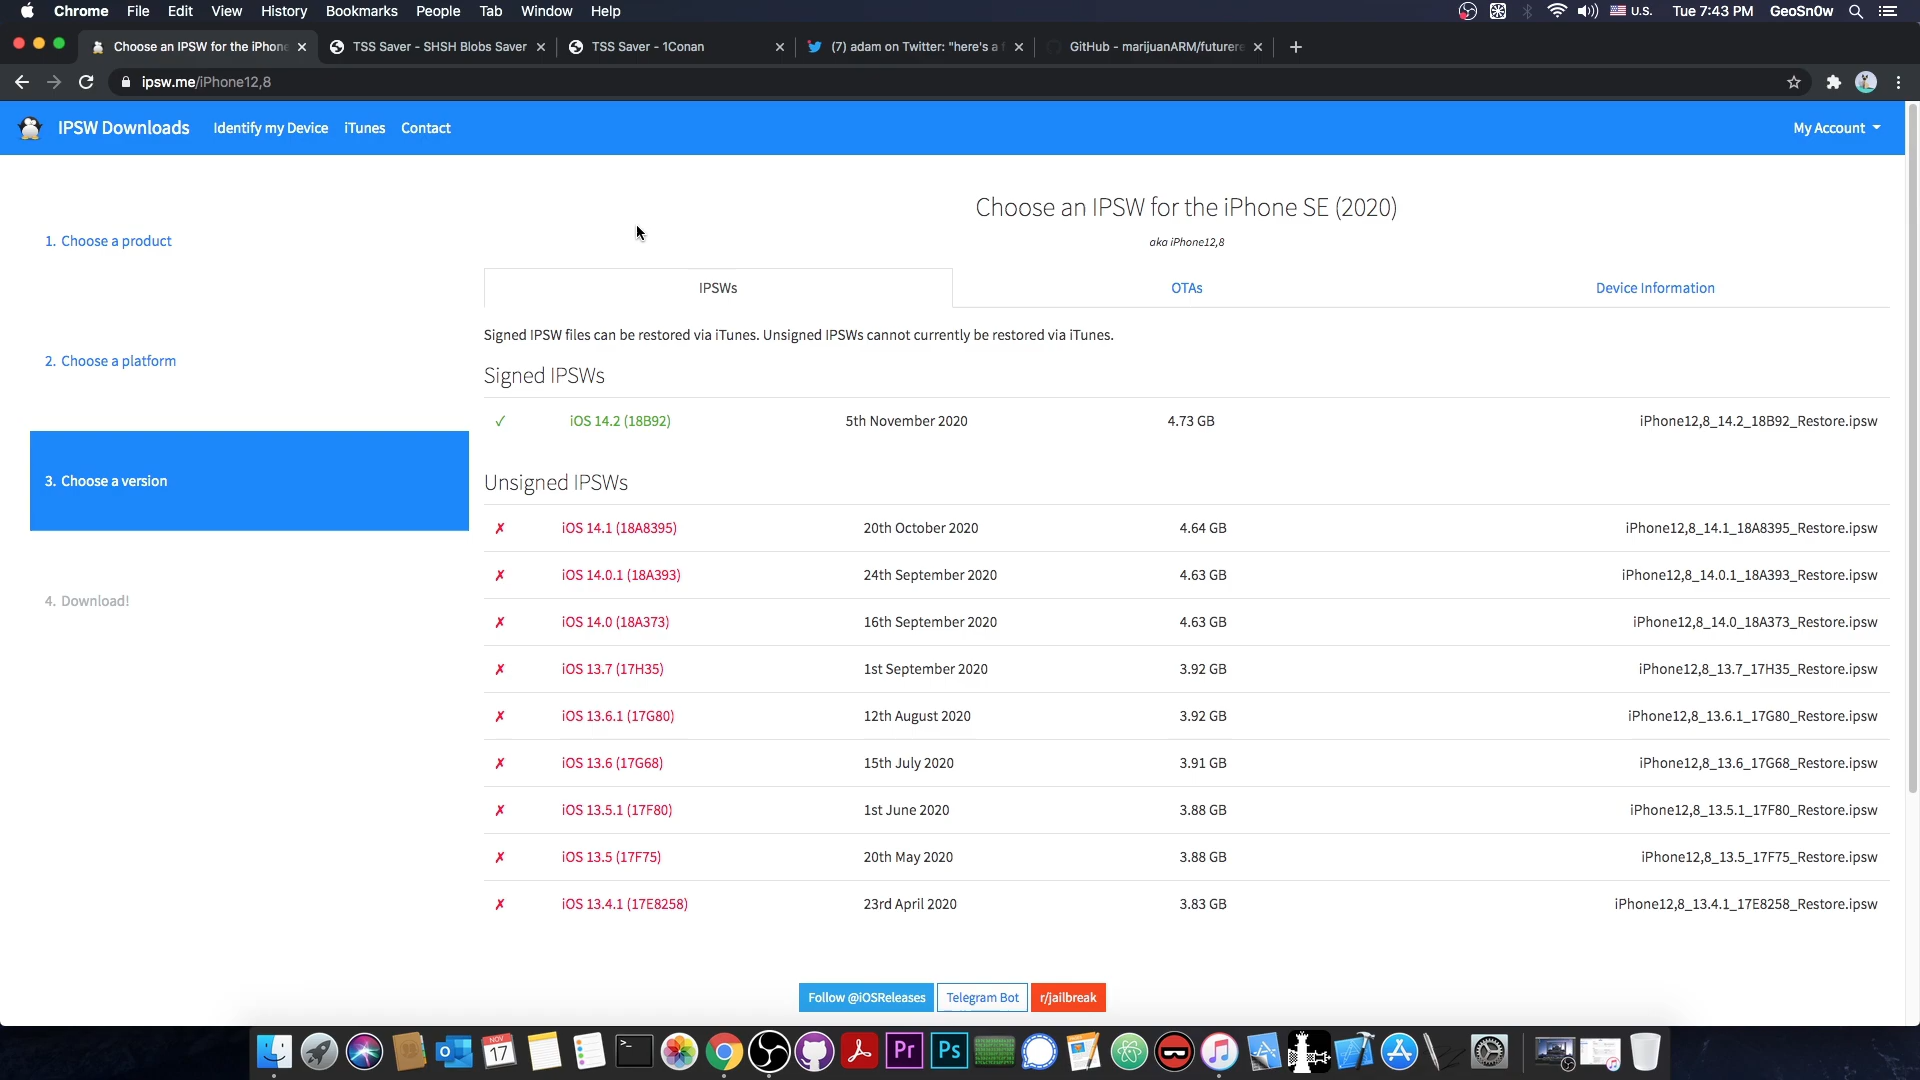 Chrome File Edit View History Bookmarks People Tab Window Help U.S. Tue 7:43 PM GeoSn0w
Choose an IPSW for the iPhone TSS Saver - SHSH Blobs Saver TSS Saver - 1Conan (7) adam on Twitter: "here's a f GitHub - marijuanARM/futurere
ipsw.me/iPhone12,8
IPSW Downloads Identify my Device iTunes Contact My Account
Choose an IPSW for the iPhone SE (2020)
aka iPhone12,8
1. Choose a product
2. Choose a platform
3. Choose a version
4. Download!
IPSWs OTAs Device Information
Signed IPSW files can be restored via iTunes. Unsigned IPSWs cannot currently be restored via iTunes.
Signed IPSWs
✓ iOS 14.2 (18B92) 5th November 2020 4.73 GB iPhone12,8_14.2_18B92_Restore.ipsw
Unsigned IPSWs
✗ iOS 14.1 (18A8395) 20th October 2020 4.64 GB iPhone12,8_14.1_18A8395_Restore.ipsw
✗ iOS 14.0.1 (18A393) 24th September 2020 4.63 GB iPhone12,8_14.0.1_18A393_Restore.ipsw
✗ iOS 14.0 (18A373) 16th September 2020 4.63 GB iPhone12,8_14.0_18A373_Restore.ipsw
✗ iOS 13.7 (17H35) 1st September 2020 3.92 GB iPhone12,8_13.7_17H35_Restore.ipsw
✗ iOS 13.6.1 (17G80) 12th August 2020 3.92 GB iPhone12,8_13.6.1_17G80_Restore.ipsw
✗ iOS 13.6 (17G68) 15th July 2020 3.91 GB iPhone12,8_13.6_17G68_Restore.ipsw
✗ iOS 13.5.1 (17F80) 1st June 2020 3.88 GB iPhone12,8_13.5.1_17F80_Restore.ipsw
✗ iOS 13.5 (17F75) 20th May 2020 3.88 GB iPhone12,8_13.5_17F75_Restore.ipsw
✗ iOS 13.4.1 (17E8258) 23rd April 2020 3.83 GB iPhone12,8_13.4.1_17E8258_Restore.ipsw
Follow @iOSReleases Telegram Bot r/jailbreak
NOV
17 Pr Ps